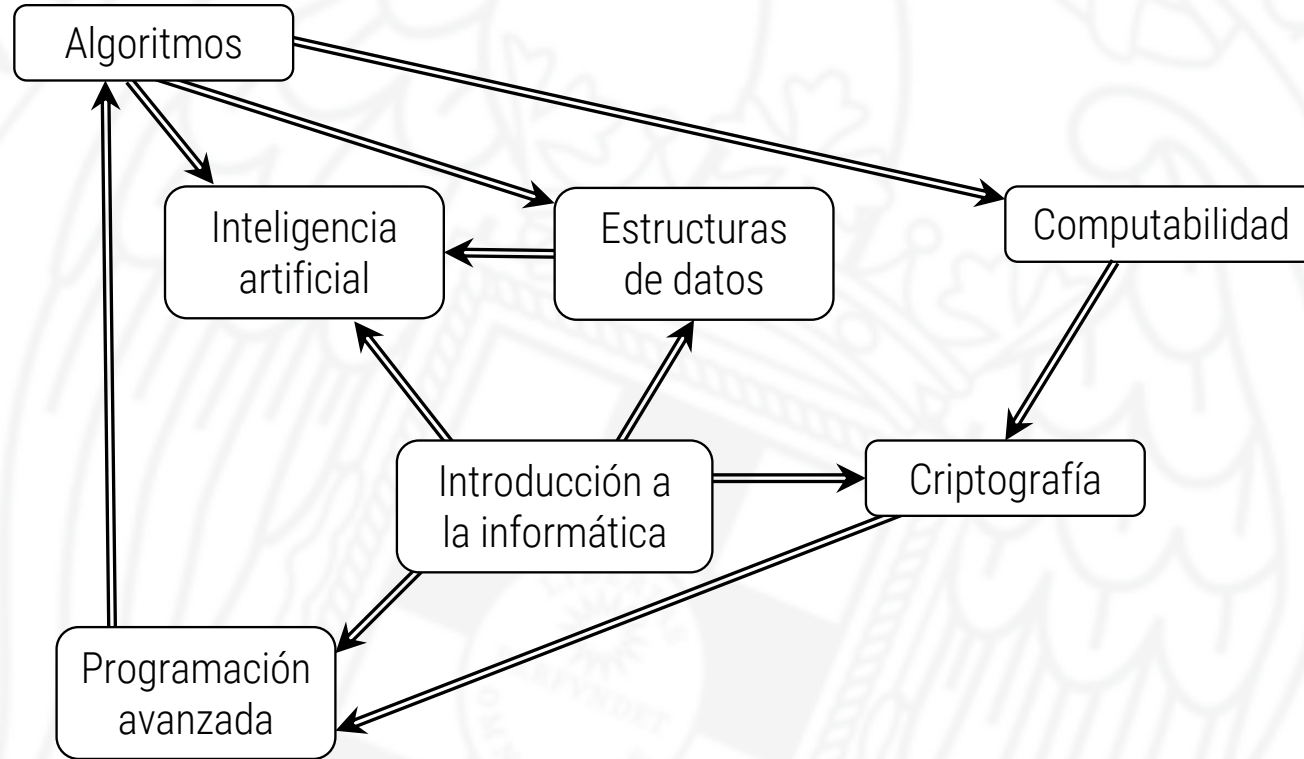 Algoritmos
Inteligencia
artificial
Estructuras
de datos
Computabilidad
Introducción a
la informática
Criptografía
Programación
avanzada